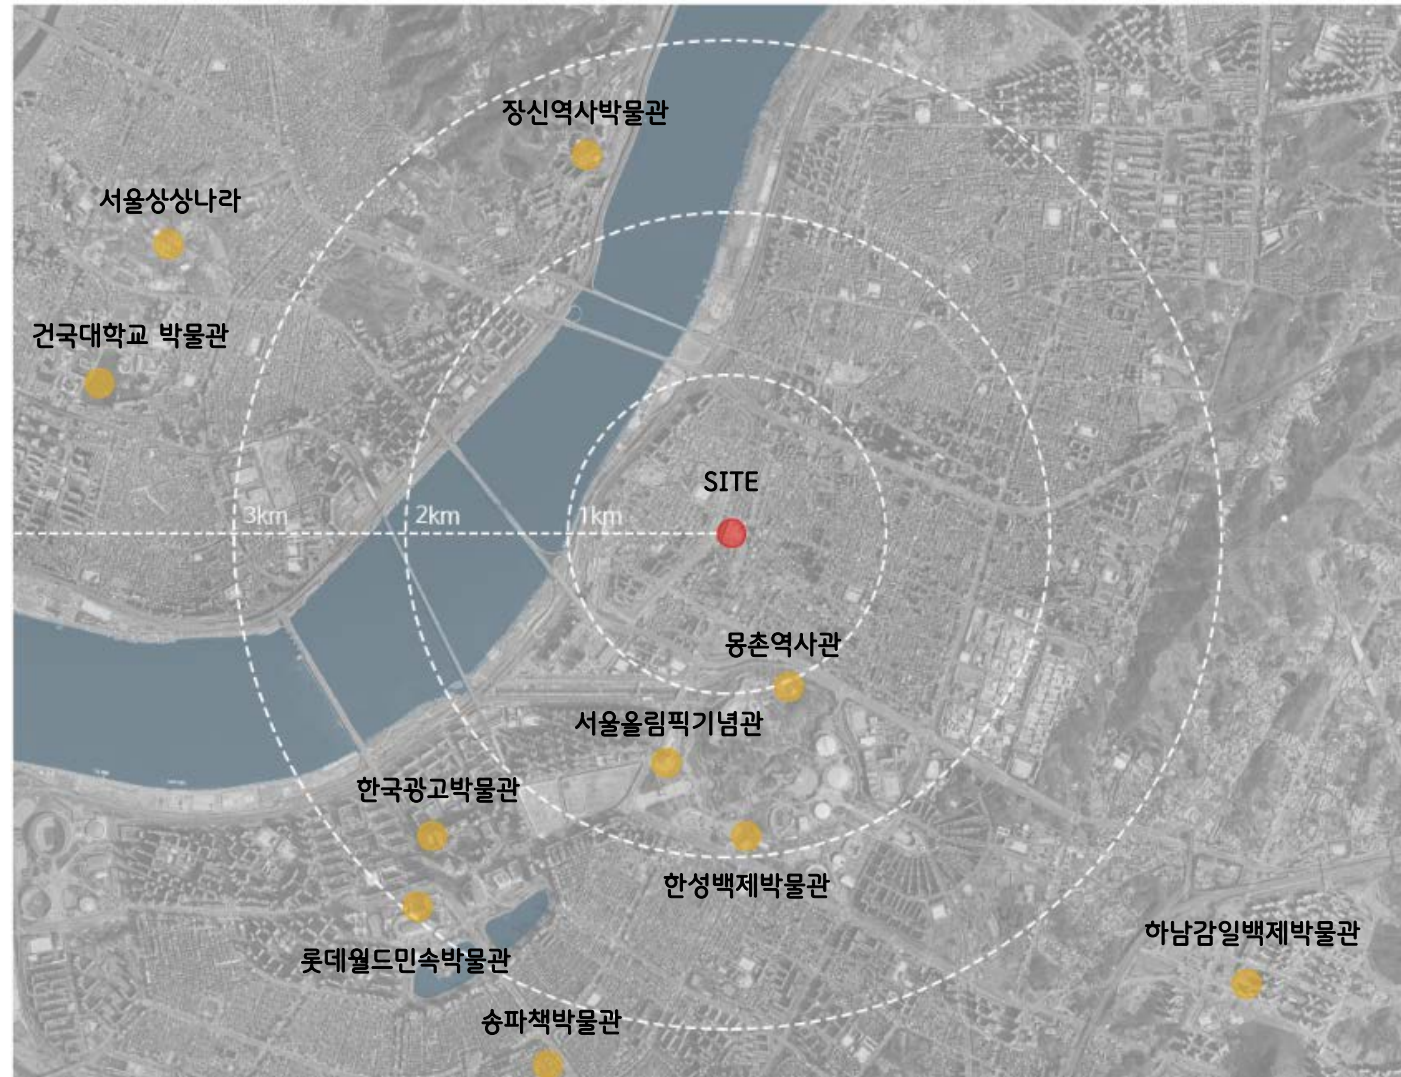 장신역사박물관
서울상상나라
건국대학교 박물관
SITE
3km
2km
1km
몽촌역사관
서울올림픽기념관
한국광고박물관
한성백제박물관
하남감일백제박물관
롯데월드민속박물관
송파책박물관